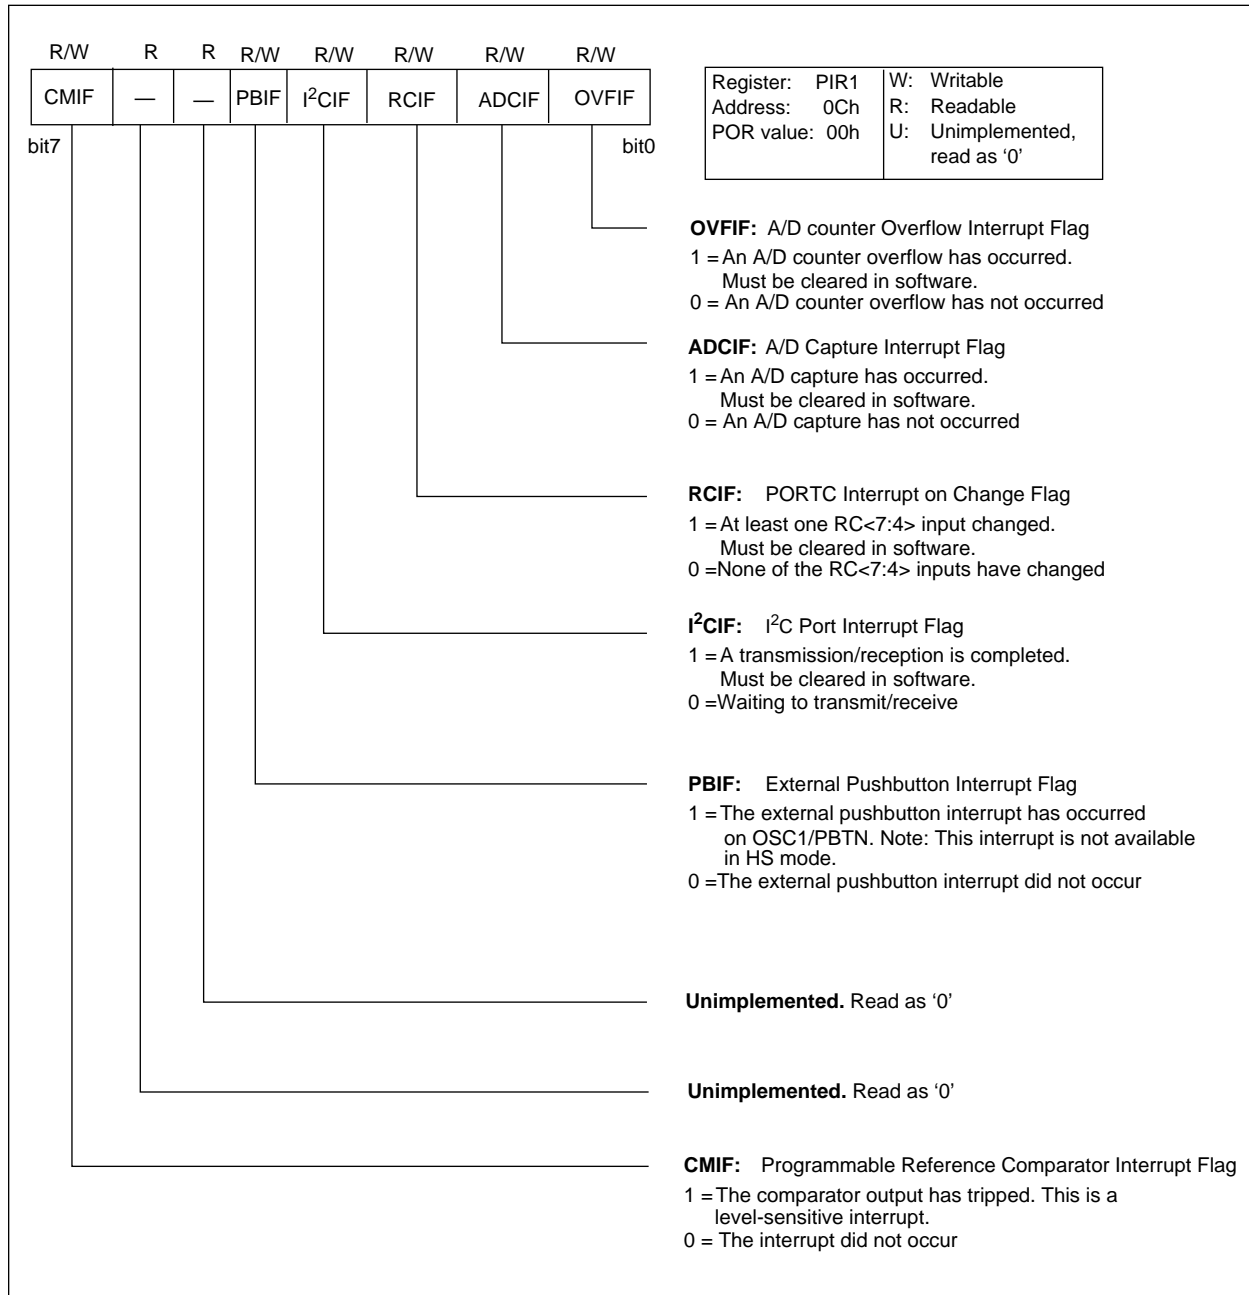 R/W R R R/W R/W R/W R/W R/W
CMIF — — PBIF I²CIF RCIF ADCIF OVFIF
bit7 bit0
Register: PIR1
Address: 0Ch
POR value: 00h
W: Writable
R: Readable
U: Unimplemented,
read as ‘0’
OVFIF: A/D counter Overflow Interrupt Flag
1 = An A/D counter overflow has occurred.
Must be cleared in software.
0 = An A/D counter overflow has not occurred
ADCIF: A/D Capture Interrupt Flag
1 = An A/D capture has occurred.
Must be cleared in software.
0 = An A/D capture has not occurred
RCIF: PORTC Interrupt on Change Flag
1 = At least one RC<7:4> input changed.
Must be cleared in software.
0 =None of the RC<7:4> inputs have changed
I²CIF: I²C Port Interrupt Flag
1 = A transmission/reception is completed.
Must be cleared in software.
0 =Waiting to transmit/receive
PBIF: External Pushbutton Interrupt Flag
1 = The external pushbutton interrupt has occurred
on OSC1/PBTN. Note: This interrupt is not available
in HS mode.
0 =The external pushbutton interrupt did not occur
Unimplemented. Read as ‘0’
Unimplemented. Read as ‘0’
CMIF: Programmable Reference Comparator Interrupt Flag
1 = The comparator output has tripped. This is a
level-sensitive interrupt.
0 = The interrupt did not occur